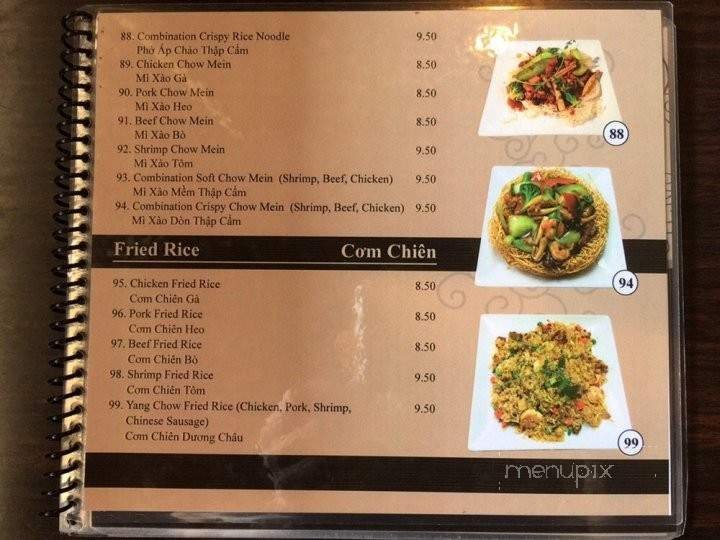 88. Combination Crispy Rice Noodle 9.50
Phở Áp Chảo Thập Cẩm
89. Chicken Chow Mein 8.50
Mì Xào Gà
90. Pork Chow Mein 8.50
Mì Xào Heo
91. Beef Chow Mein 8.50
Mì Xào Bò
92. Shrimp Chow Mein 9.50
Mì Xào Tôm
93. Combination Soft Chow Mein (Shrimp, Beef, Chicken) 9.50
Mì Xào Mềm Thập Cẩm
94. Combination Crispy Chow Mein (Shrimp, Beef, Chicken) 9.50
Mì Xào Dòn Thập Cẩm
Fried Rice Cơm Chiên
95. Chicken Fried Rice 8.50
Cơm Chiên Gà
96. Pork Fried Rice 8.50
Cơm Chiên Heo
97. Beef Fried Rice 8.50
Cơm Chiên Bò
98. Shrimp Fried Rice 9.50
Cơm Chiên Tôm
99. Yang Chow Fried Rice (Chicken, Pork, Shrimp, 9.50
Chinese Sausage)
Cơm Chiên Dương Châu
88
94
99
menupix